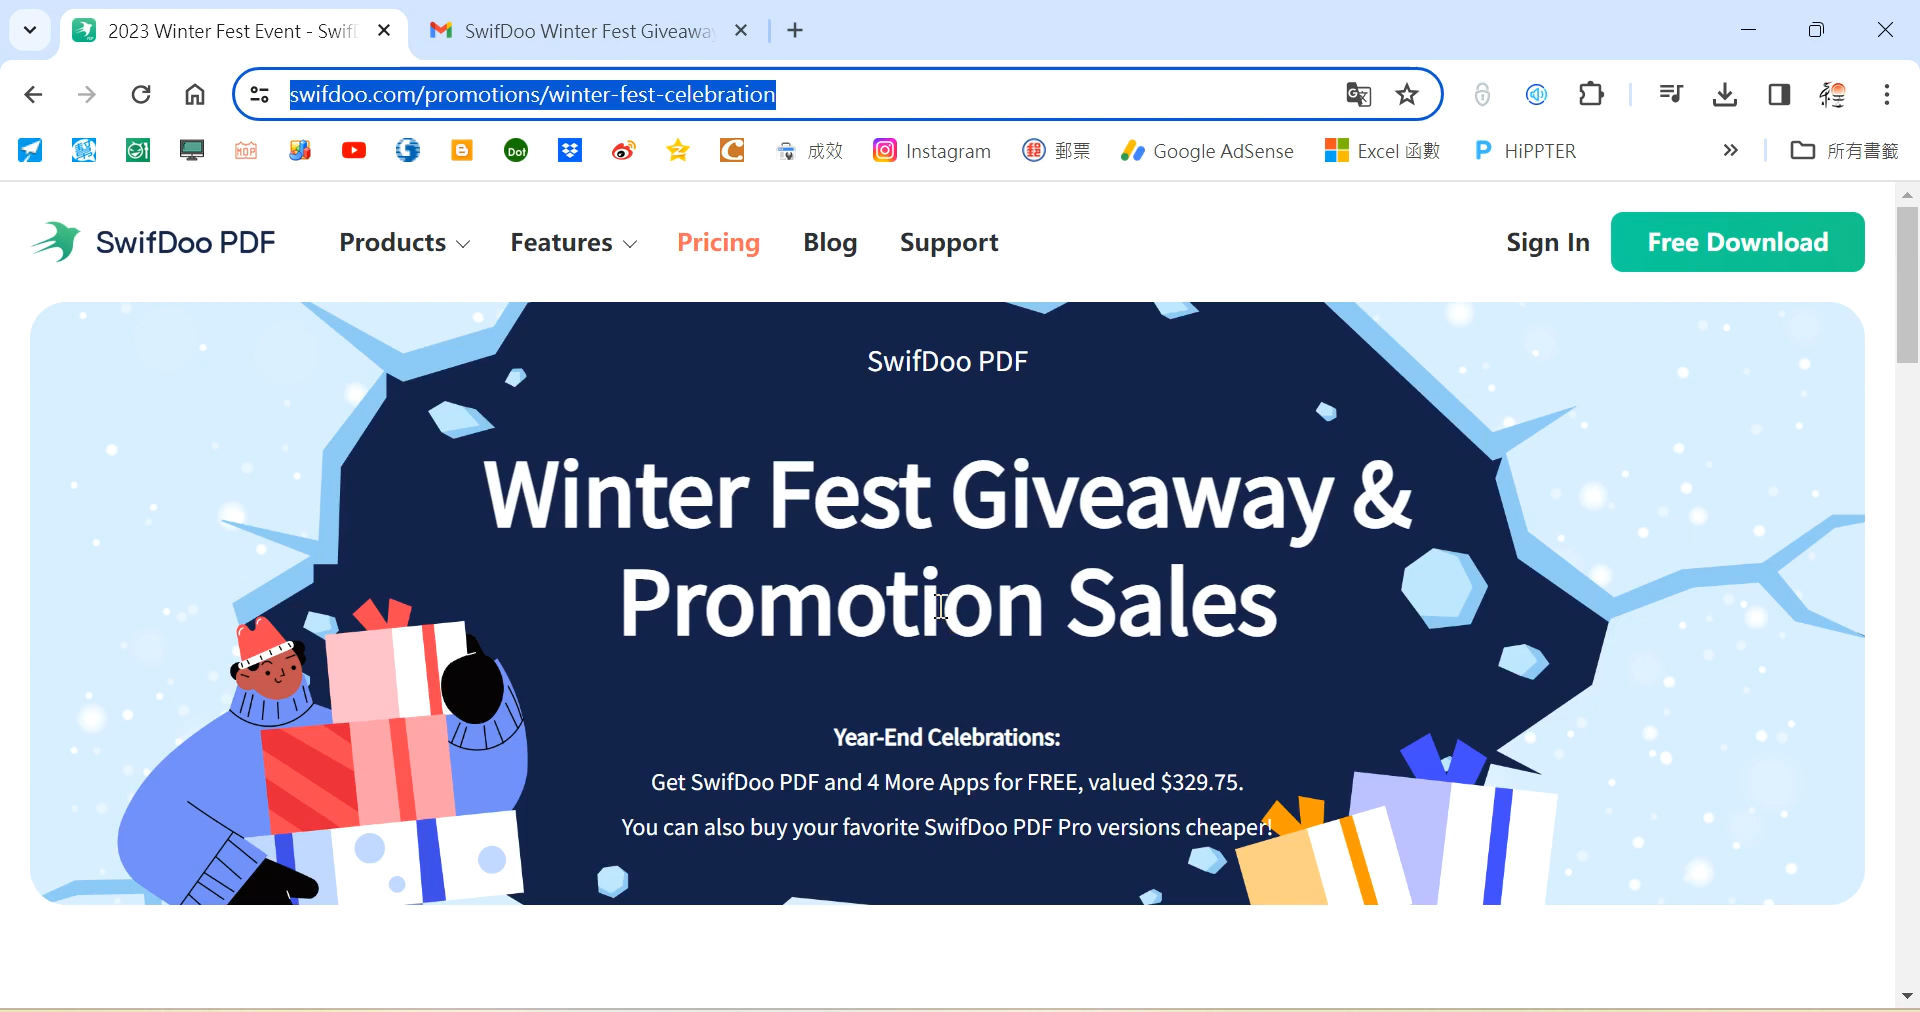 2023 Winter Fest Event - Swif
SwifDoo Winter Fest Giveaway
swifdoo.com/promotions/winter-fest-celebration
成效
Instagram
郵票
Google AdSense
Excel 函數
HiPPTER
所有書籤
SwifDoo PDF
Products
Features
Pricing
Blog
Support
Sign In
Free Download
SwifDoo PDF
Winter Fest Giveaway &
Promotion Sales
Year-End Celebrations:
Get SwifDoo PDF and 4 More Apps for FREE, valued $329.75.
You can also buy your favorite SwifDoo PDF Pro versions cheaper!